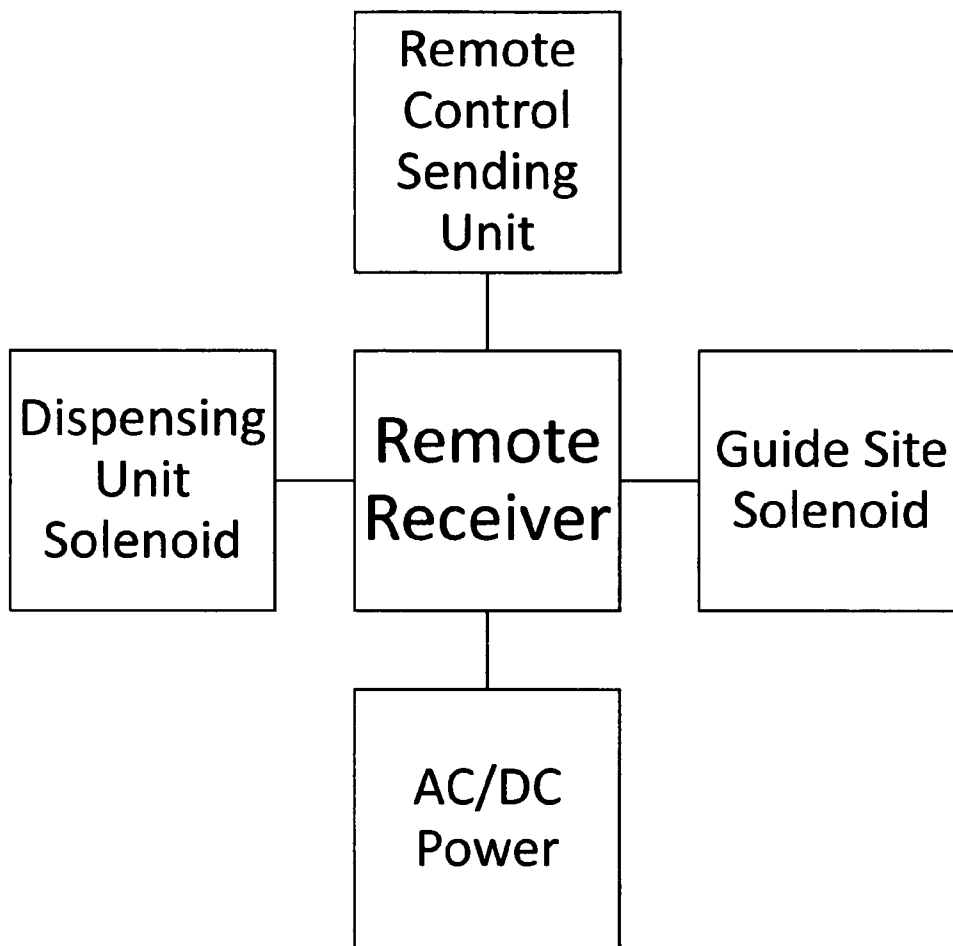 Remote
Control
Sending
Unit
Dispensing
Unit
Solenoid
Remote
Receiver
Guide Site
Solenoid
AC/DC
Power